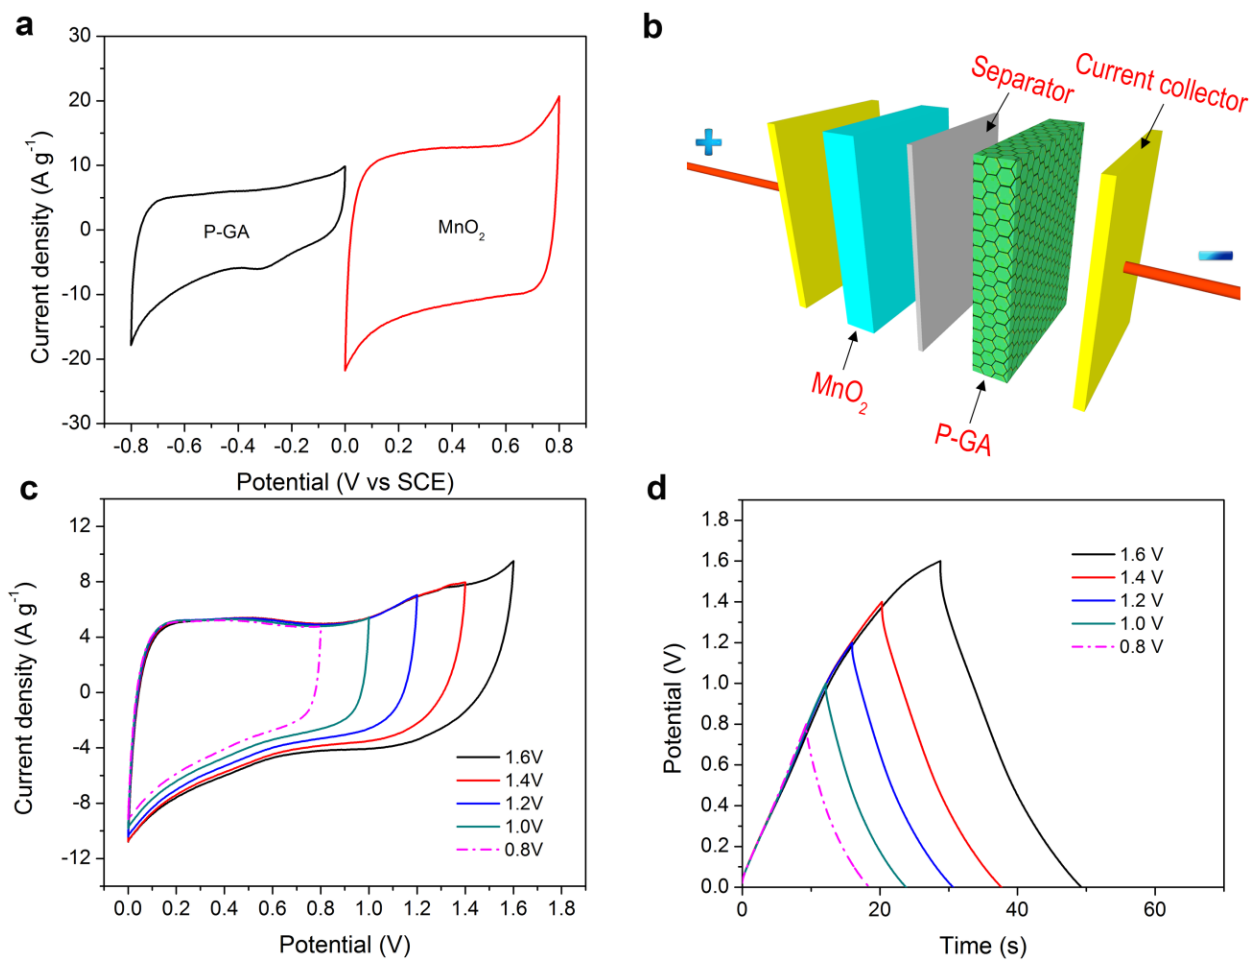 a
30
20
10
0
-10
-20
-30
Current density (A g⁻¹)
P-GA
MnO₂
-0.8 -0.6 -0.4 -0.2 0.0 0.2 0.4 0.6 0.8
Potential (V vs SCE)
b
Separator
Current collector
MnO₂
P-GA
c
12
8
4
0
-4
-8
-12
Current density (A g⁻¹)
1.6V
1.4V
1.2V
1.0V
0.8V
0.0 0.2 0.4 0.6 0.8 1.0 1.2 1.4 1.6 1.8
Potential (V)
d
1.8
1.6
1.4
1.2
1.0
0.8
0.6
0.4
0.2
0.0
Potential (V)
1.6 V
1.4 V
1.2 V
1.0 V
0.8 V
0 20 40 60
Time (s)